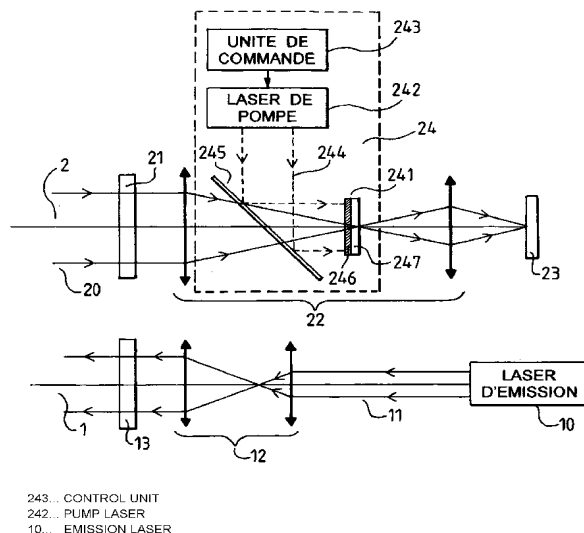 UNITE DE
COMMANDE
243
LASER DE
POMPE
242
24
245
244
241
21
2
20
246
247
23
22
LASER
D'EMISSION
1
13
12
11
10
243... CONTROL UNIT
242... PUMP LASER
10... EMISSION LASER